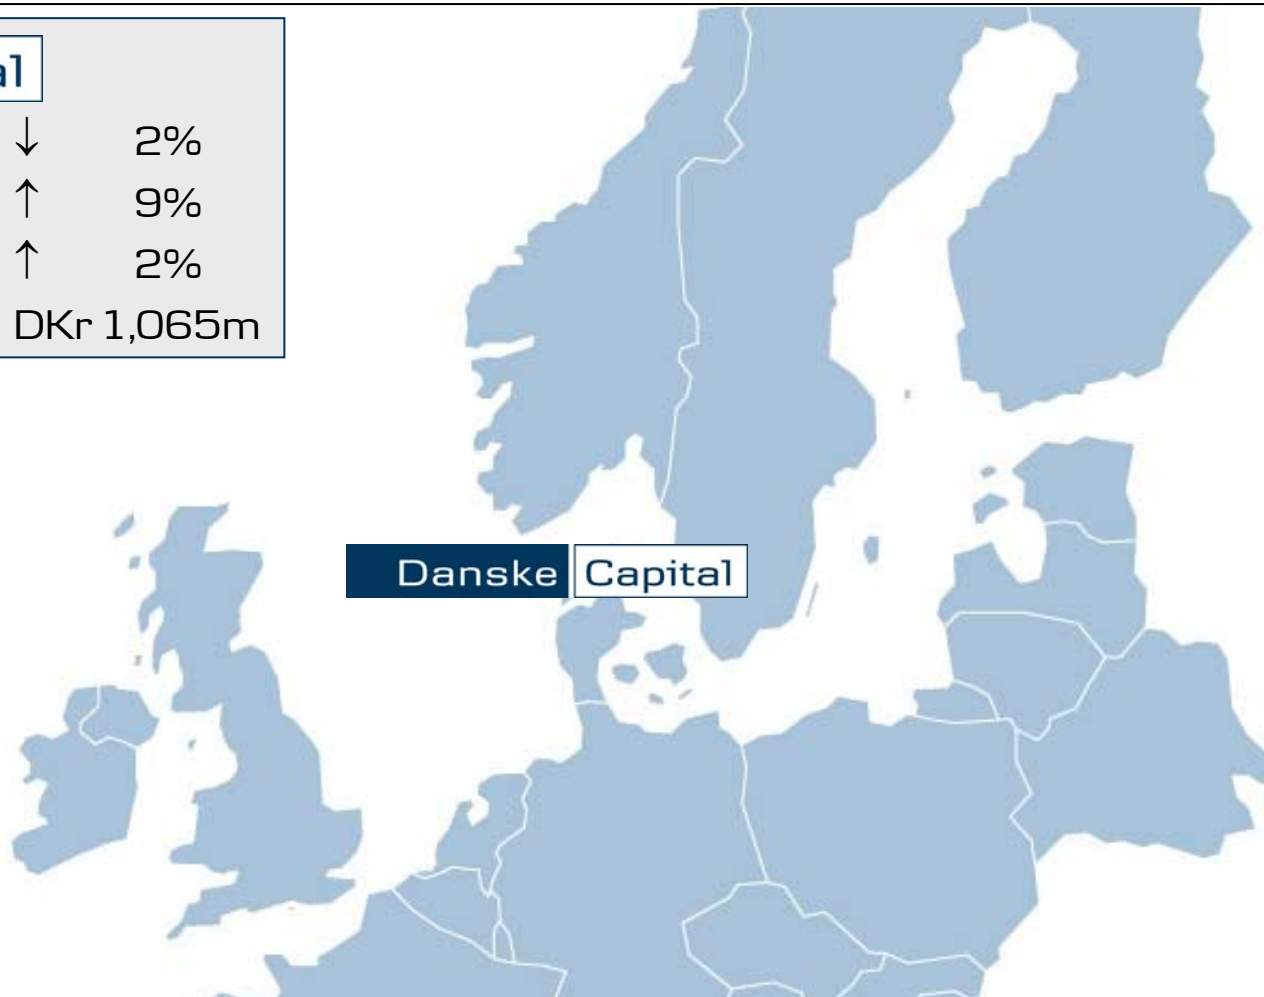 al
↓ 2%
↑ 9%
↑ 2%
DKr 1,065m
Danske Capital